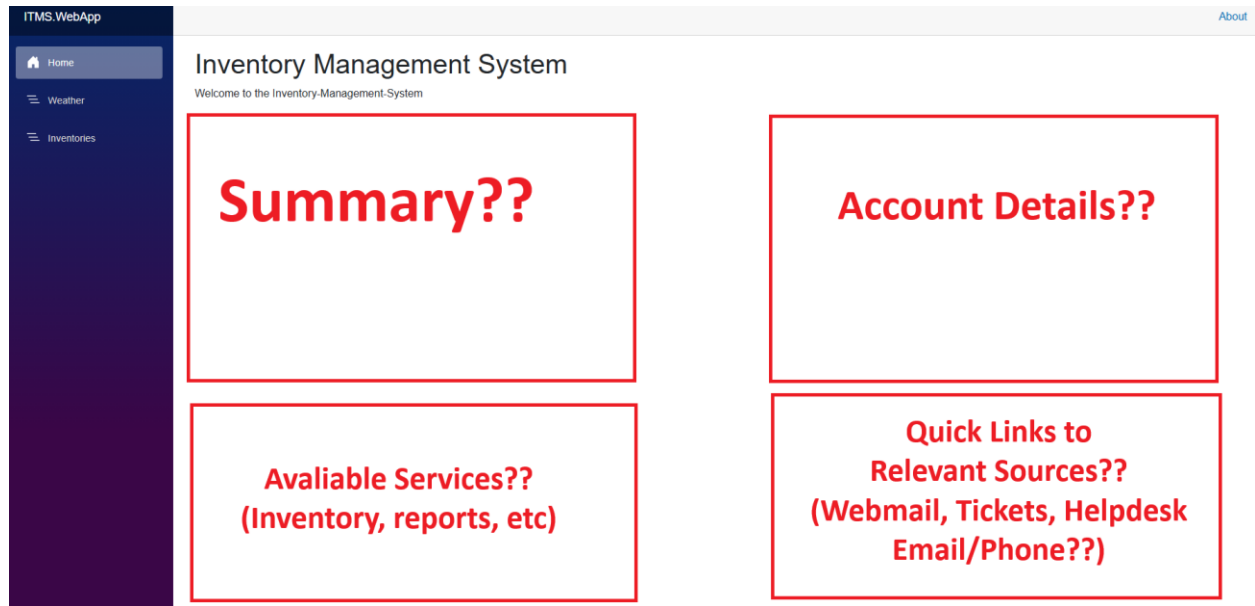 ITMS.WebApp
About
Home
Weather
Inventories
Inventory Management System
Welcome to the Inventory-Management-System
Summary??
Account Details??
Avaliable Services??
(Inventory, reports, etc)
Quick Links to
Relevant Sources??
(Webmail, Tickets, Helpdesk
Email/Phone??)